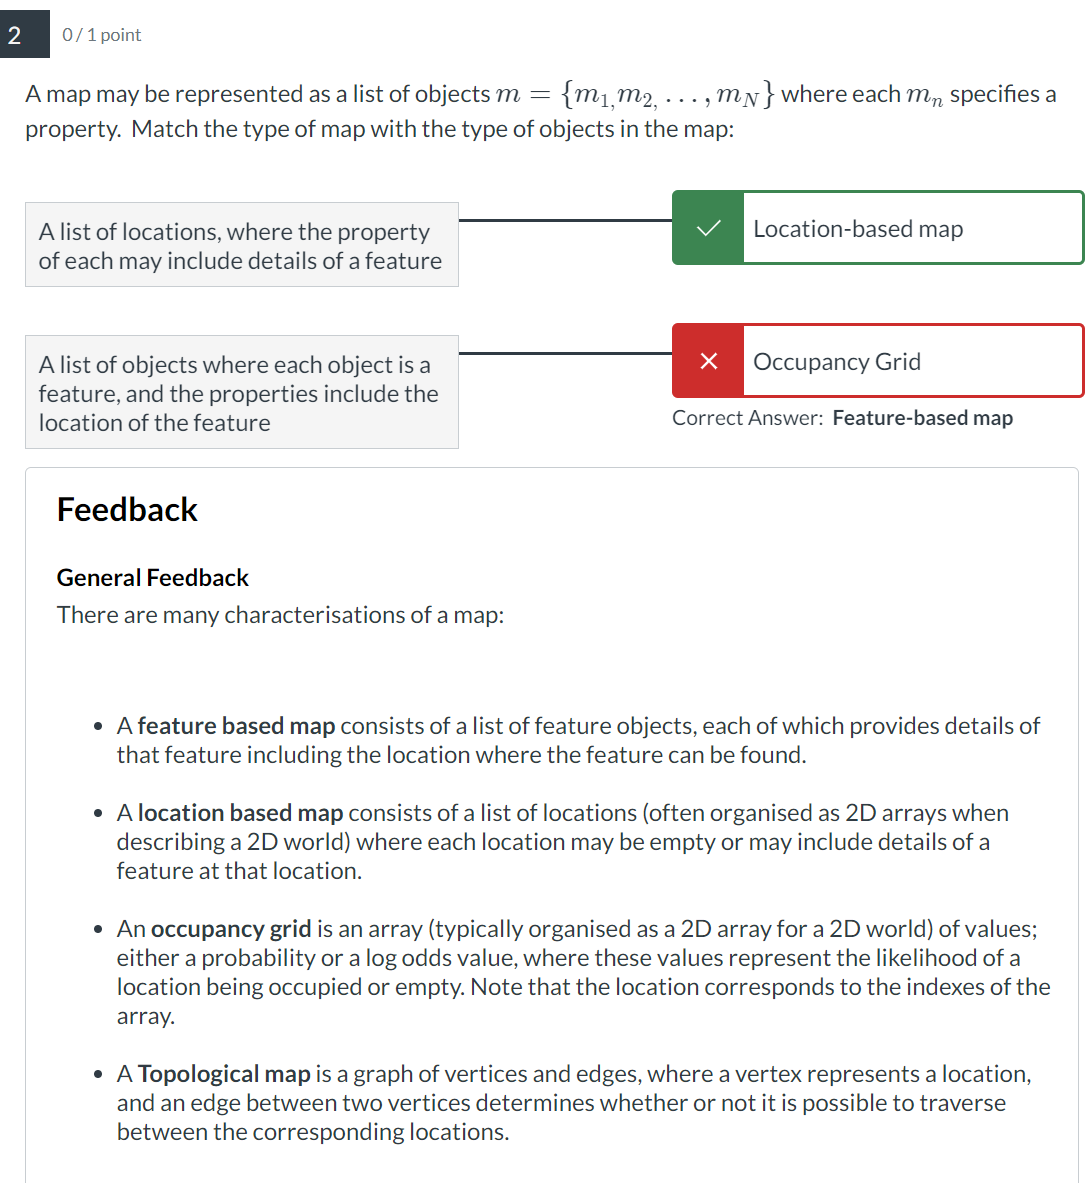 2
0 / 1 point
A map may be represented as a list of objects m = {m₁,m₂, …,m_N} where each mₙ specifies a
property. Match the type of map with the type of objects in the map:
A list of locations, where the property
of each may include details of a feature
Location-based map
A list of objects where each object is a
feature, and the properties include the
location of the feature
Occupancy Grid
Correct Answer: Feature-based map
Feedback
General Feedback
There are many characterisations of a map:
• A feature based map consists of a list of feature objects, each of which provides details of
that feature including the location where the feature can be found.
• A location based map consists of a list of locations (often organised as 2D arrays when
describing a 2D world) where each location may be empty or may include details of a
feature at that location.
• An occupancy grid is an array (typically organised as a 2D array for a 2D world) of values;
either a probability or a log odds value, where these values represent the likelihood of a
location being occupied or empty. Note that the location corresponds to the indexes of the
array.
• A Topological map is a graph of vertices and edges, where a vertex represents a location,
and an edge between two vertices determines whether or not it is possible to traverse
between the corresponding locations.